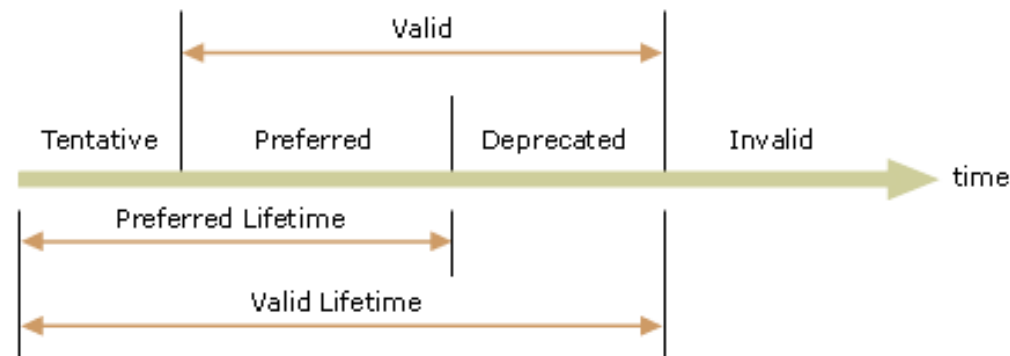 Valid
Tentative Preferred Deprecated Invalid
time
Preferred Lifetime
Valid Lifetime